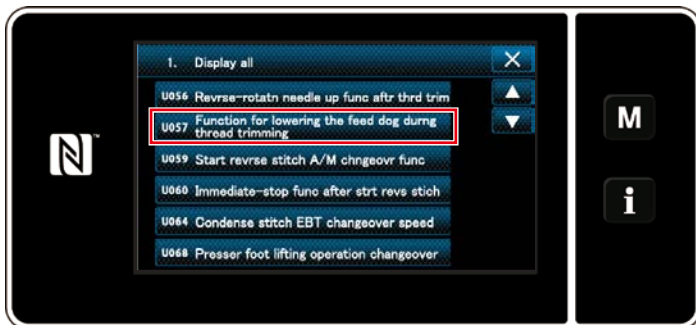 1. Display all
U056 Revrse-rotatn needle up func aftr thrd trim
U057 Function for lowering the feed dog durng
thread trimming
U059 Start revrse stitch A/M chngeovr func
U060 Immediate-stop func after strt revs stich
U064 Condense stitch EBT changeover speed
U068 Presser foot lifting operation changeover
M
i